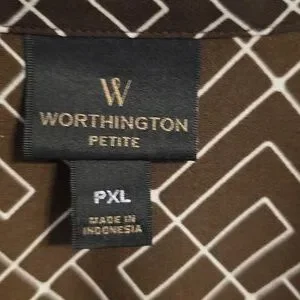 W
WORTHINGTON
PETITE
PXL
MADE IN
INDONESIA